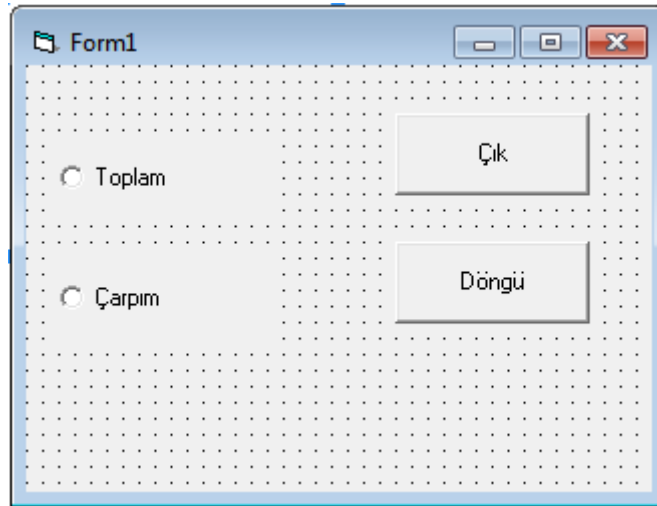 Form1
Çık
Toplam
Döngü
Çarpım